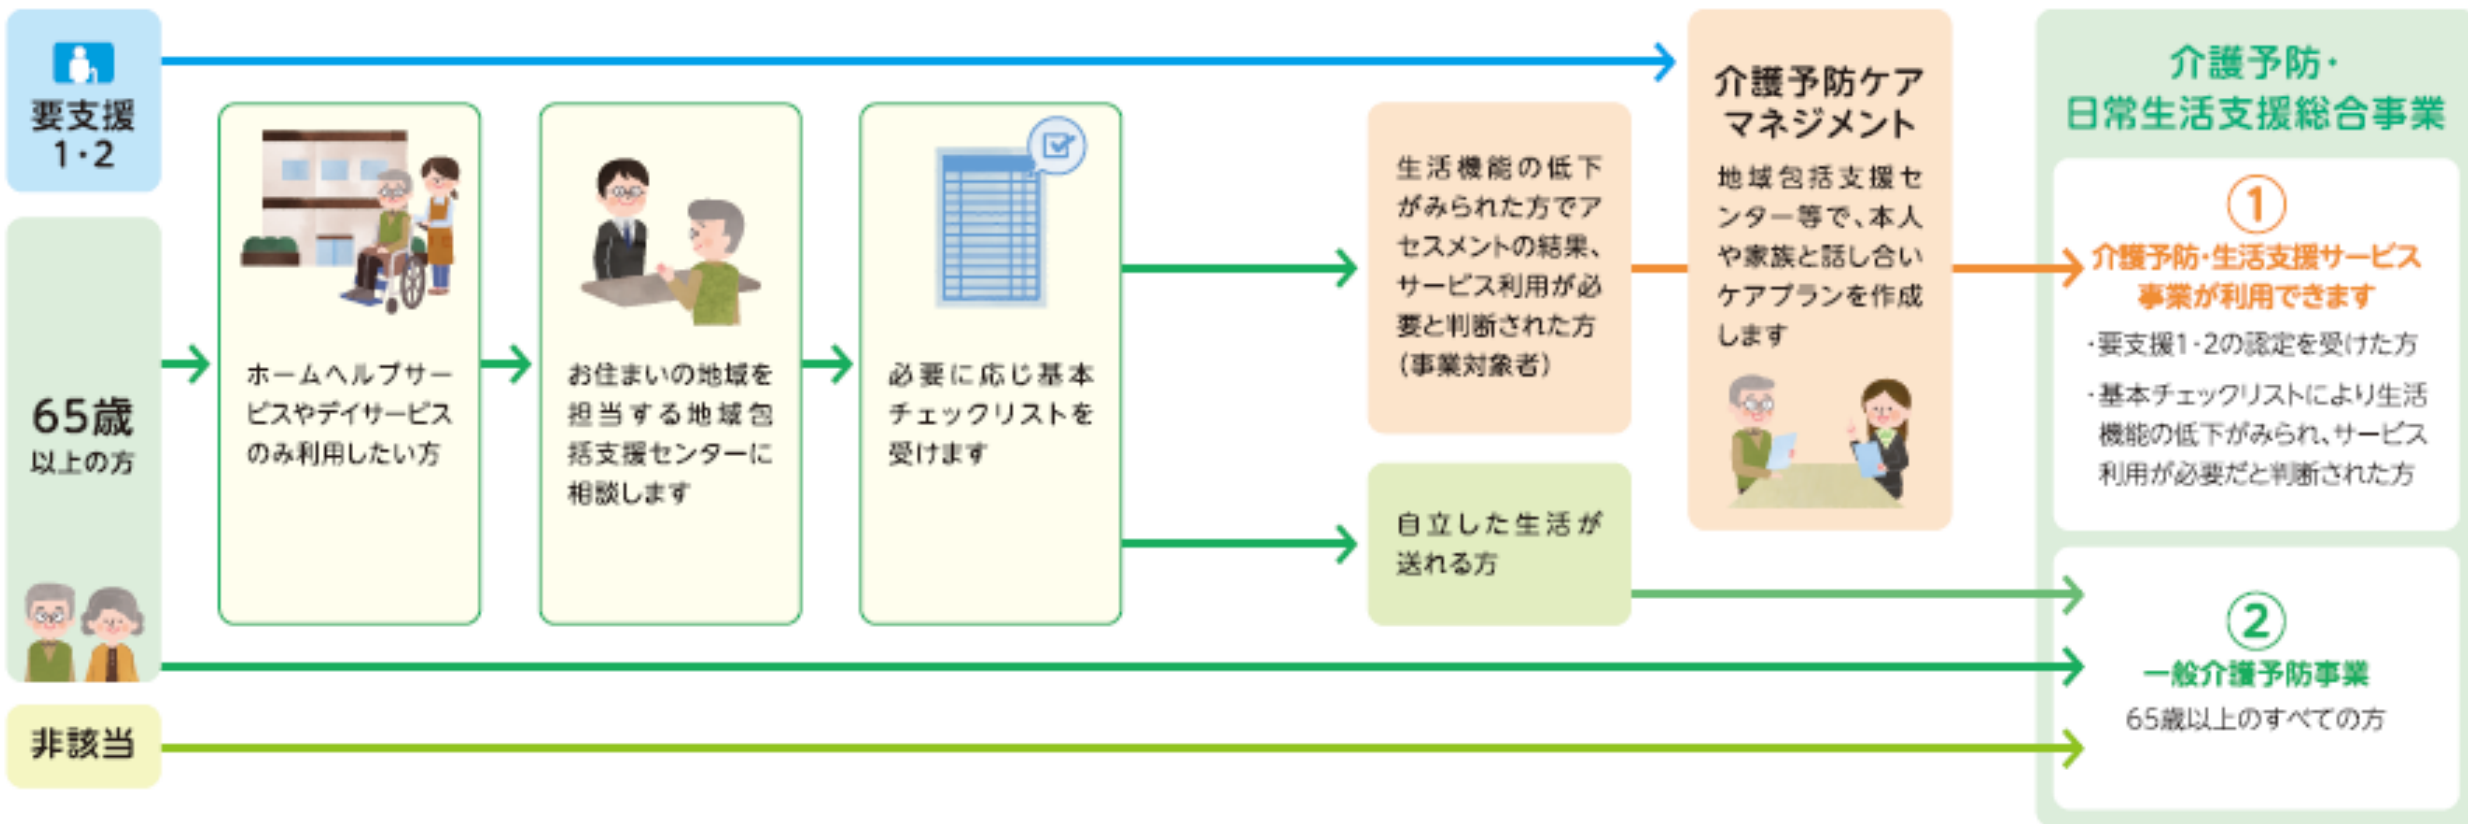 要支援
1・2
65歳
以上の方
非該当
ホームヘルプサー
ビスやデイサービス
のみ利用したい方
お住まいの地域を
担当する地域包
括支援センターに
相談します
必要に応じ基本
チェックリストを
受けます
生活機能の低下
がみられた方でア
セスメントの結果、
サービス利用が必
要と判断された方
(事業対象者)
自立した生活が
送れる方
介護予防ケア
マネジメント
地域包括支援セ
ンター等で、本人
や家族と話し合い
ケアプランを作成
します
介護予防・
日常生活支援総合事業
①
介護予防・生活支援サービス
事業が利用できます
・要支援1・2の認定を受けた方
・基本チェックリストにより生活
機能の低下がみられ、サービス
利用が必要だと判断された方
②
一般介護予防事業
65歳以上のすべての方